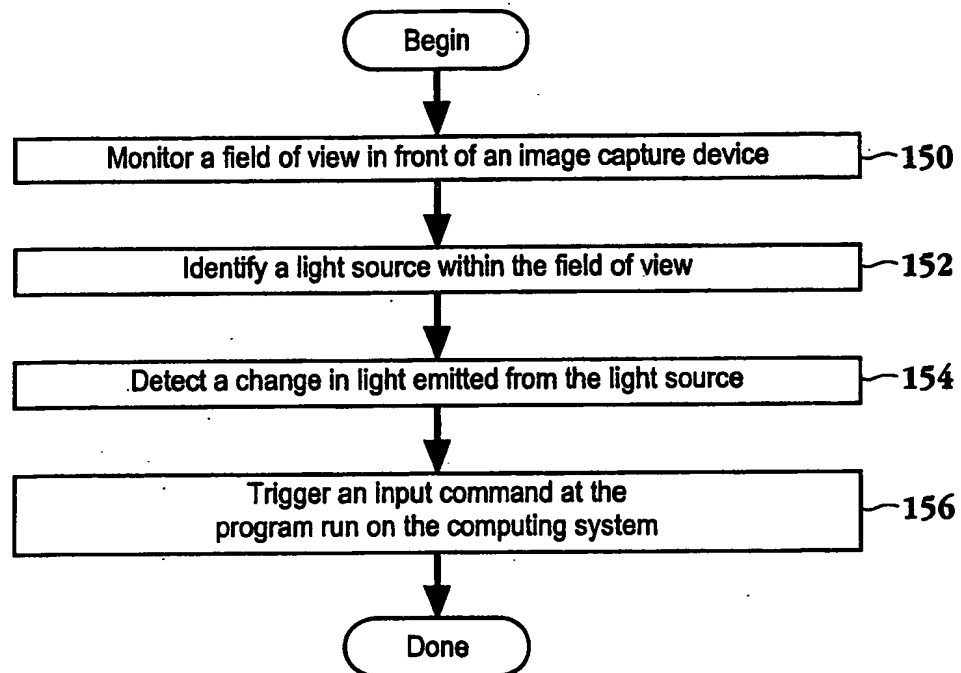 Begin
Monitor a field of view in front of an image capture device 150
Identify a light source within the field of view 152
Detect a change in light emitted from the light source 154
Trigger an input command at the
program run on the computing system 156
Done